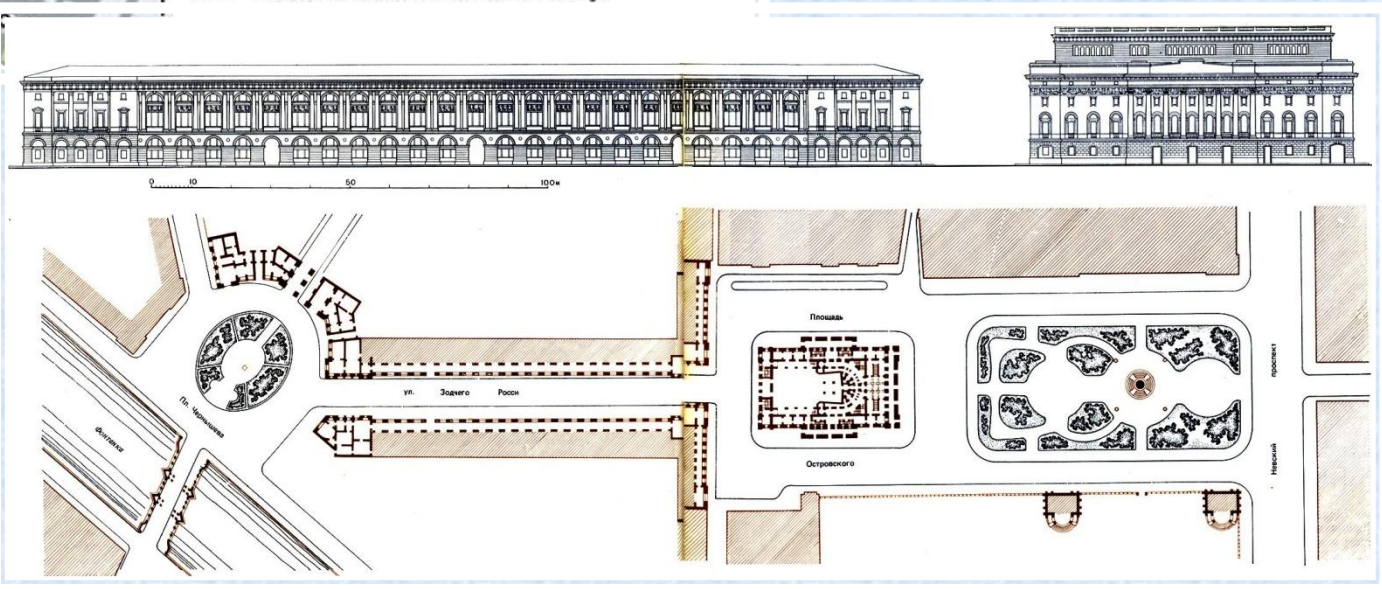 0 10 50 100м
Площадь
ул. Зодчего Росси
Пл. Чернышева
Фонтанка
Островского
Невский проспект